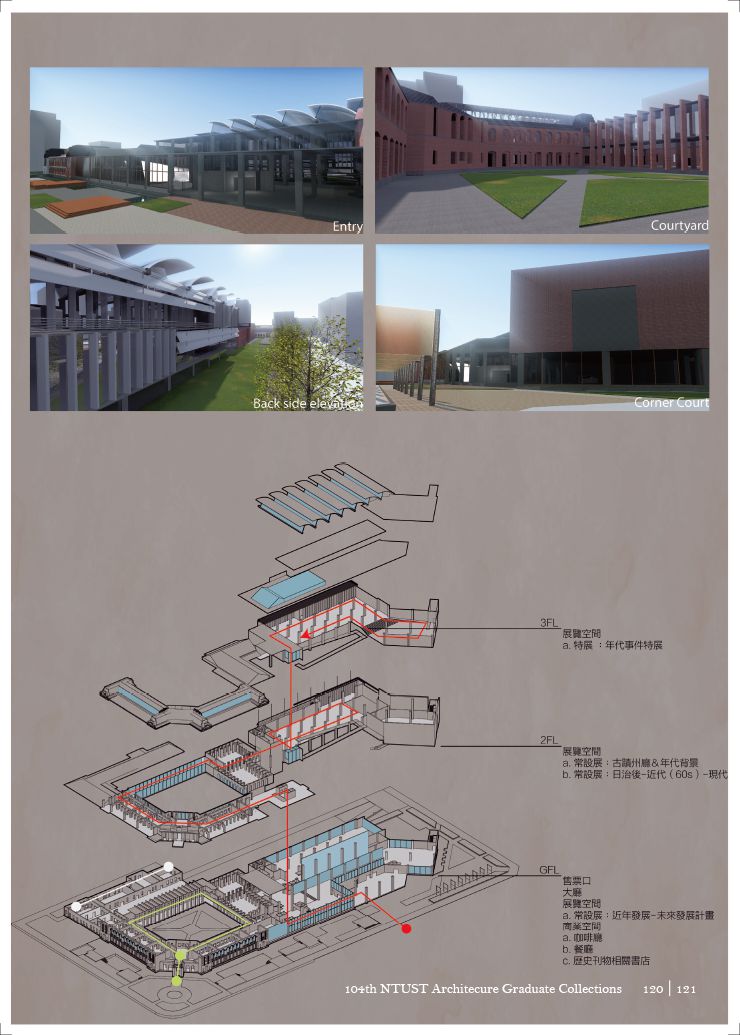 Entry
Courtyard
Back side elevation
Corner Court
3FL
展覽空間
a. 特展 ：年代事件特展
2FL
展覽空間
a. 常設展：古蹟州廳＆年代背景
b. 常設展：日治後-近代（60s）-現代
GFL
售票口
大廳
展覽空間
a. 常設展：近年發展-未來發展計畫
商業空間
a. 咖啡廳
b. 餐廳
c. 歷史刊物相關書店
104th NTUST Architecure Graduate Collections 120 | 121